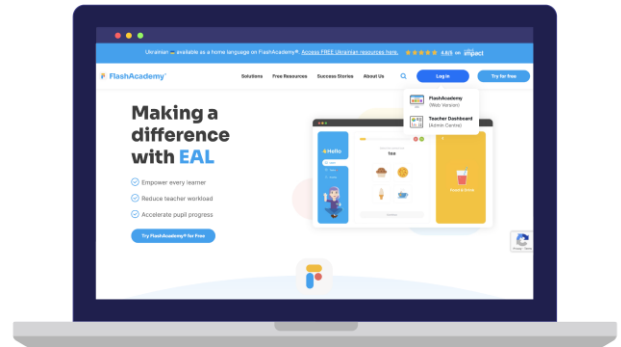 Ukrainian available as a home language on FlashAcademy®. Access FREE Ukrainian resources here. 4.8/5 on impact
FlashAcademy®
Solutions Free Resources Success Stories About Us Log in Try for free
FlashAcademy
(Web Version)
Teacher Dashboard
(Admin Centre)
Making a
difference
with EAL
Empower every learner
Reduce teacher workload
Accelerate pupil progress
Try FlashAcademy® for Free
Hello